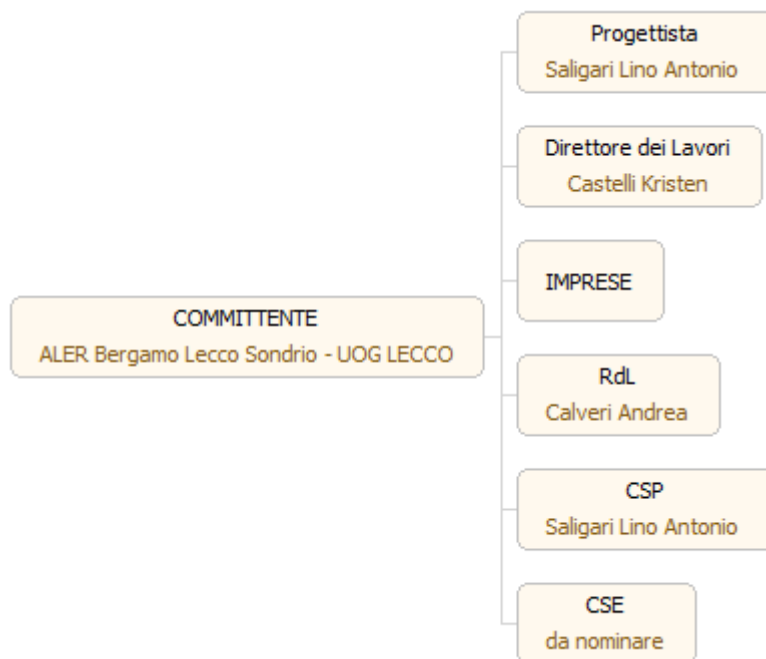 Progettista
Saligari Lino Antonio
Direttore dei Lavori
Castelli Kristen
IMPRESE
COMMITTENTE
ALER Bergamo Lecco Sondrio - UOG LECCO
RdL
Calveri Andrea
CSP
Saligari Lino Antonio
CSE
da nominare